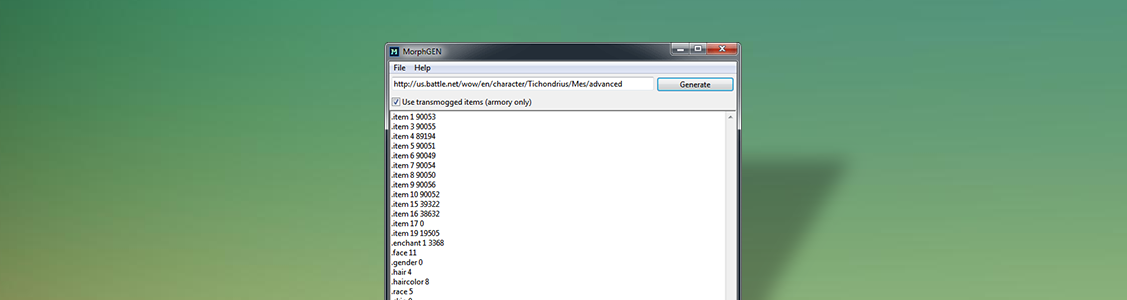 MorphGEN
File Help
http://us.battle.net/wow/en/character/Tichondrius/Mes/advanced Generate
Use transmogged items (armory only)
.item 1 90053
.item 3 90055
.item 4 89194
.item 5 90051
.item 6 90049
.item 7 90054
.item 8 90050
.item 9 90056
.item 10 90052
.item 15 39322
.item 16 38632
.item 17 0
.item 19 19505
.enchant 1 3368
.face 11
.gender 0
.hair 4
.haircolor 8
.race 5